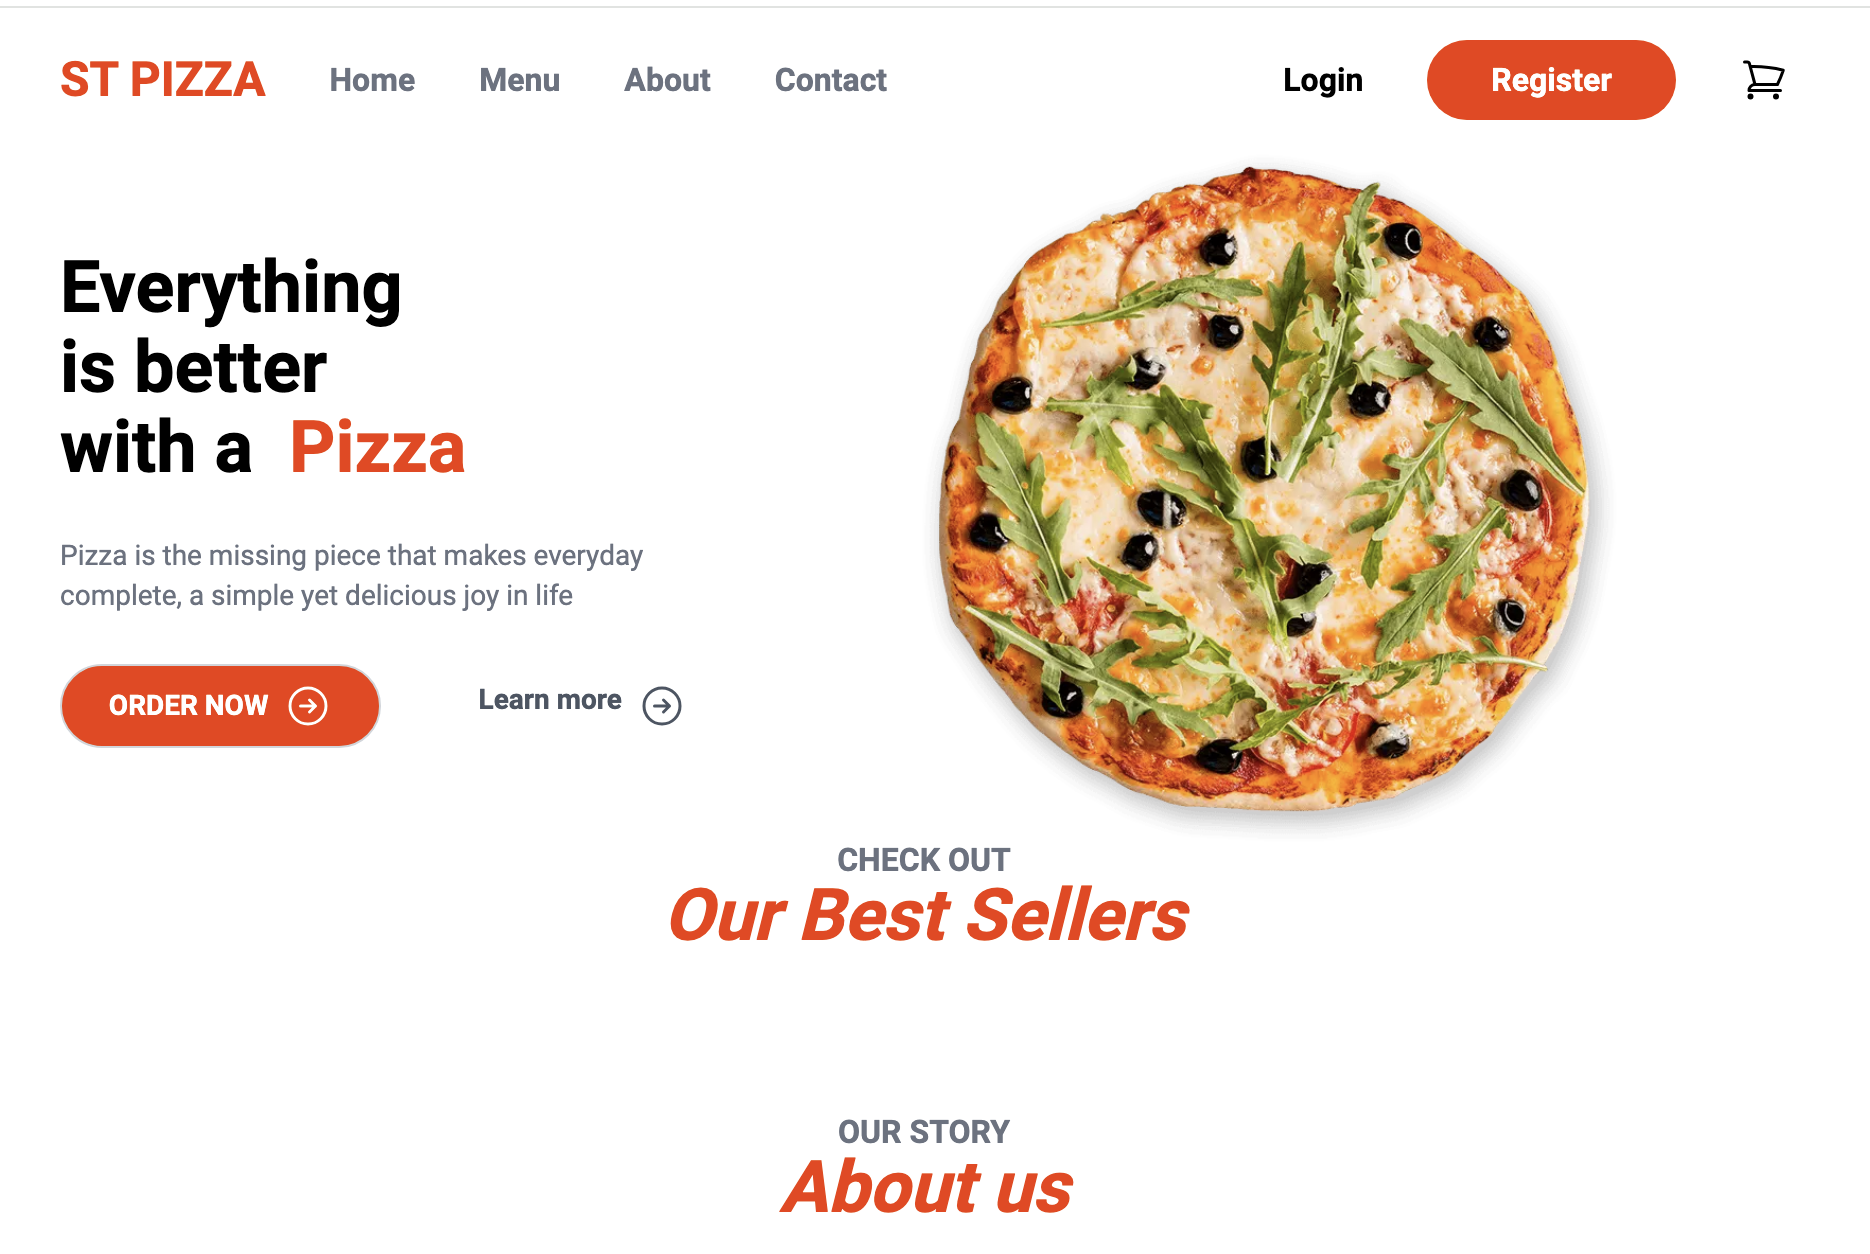 ST PIZZA Home Menu About Contact Login Register
Everything
is better
with a Pizza
Pizza is the missing piece that makes everyday
complete, a simple yet delicious joy in life
ORDER NOW Learn more
CHECK OUT
Our Best Sellers
OUR STORY
About us